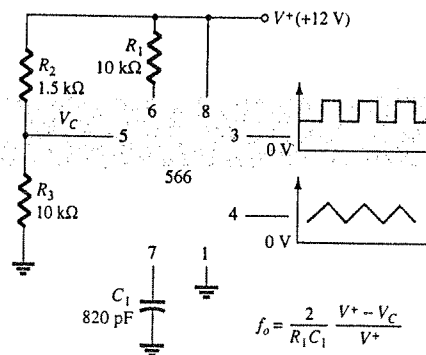 V⁺(+12 V)
R₁
10 kΩ
R₂
1.5 kΩ
6
8
V_C
5
3
0 V
566
R₃
10 kΩ
4
0 V
7
1
C₁
820 pF
f_o = 2/(R₁C₁) (V⁺ – V_C)/V⁺